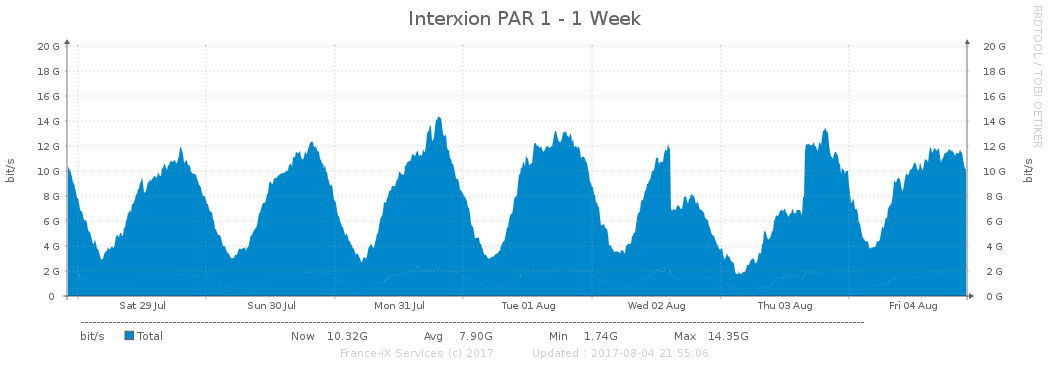 Interxion PAR 1 - 1 Week
RRDTOOL / TOBI OETIKER
20 G 20 G
18 G 18 G
16 G 16 G
14 G 14 G
12 G 12 G
10 G 10 G
8 G 8 G
6 G 6 G
4 G 4 G
2 G 2 G
0 0 G
bit/s
bit/s
Sat 29 Jul Sun 30 Jul Mon 31 Jul Tue 01 Aug Wed 02 Aug Thu 03 Aug Fri 04 Aug
bit/s Total Now 10.32G Avg 7.90G Min 1.74G Max 14.35G
France-IX Services (c) 2017 Updated : 2017-08-04 21:55:06